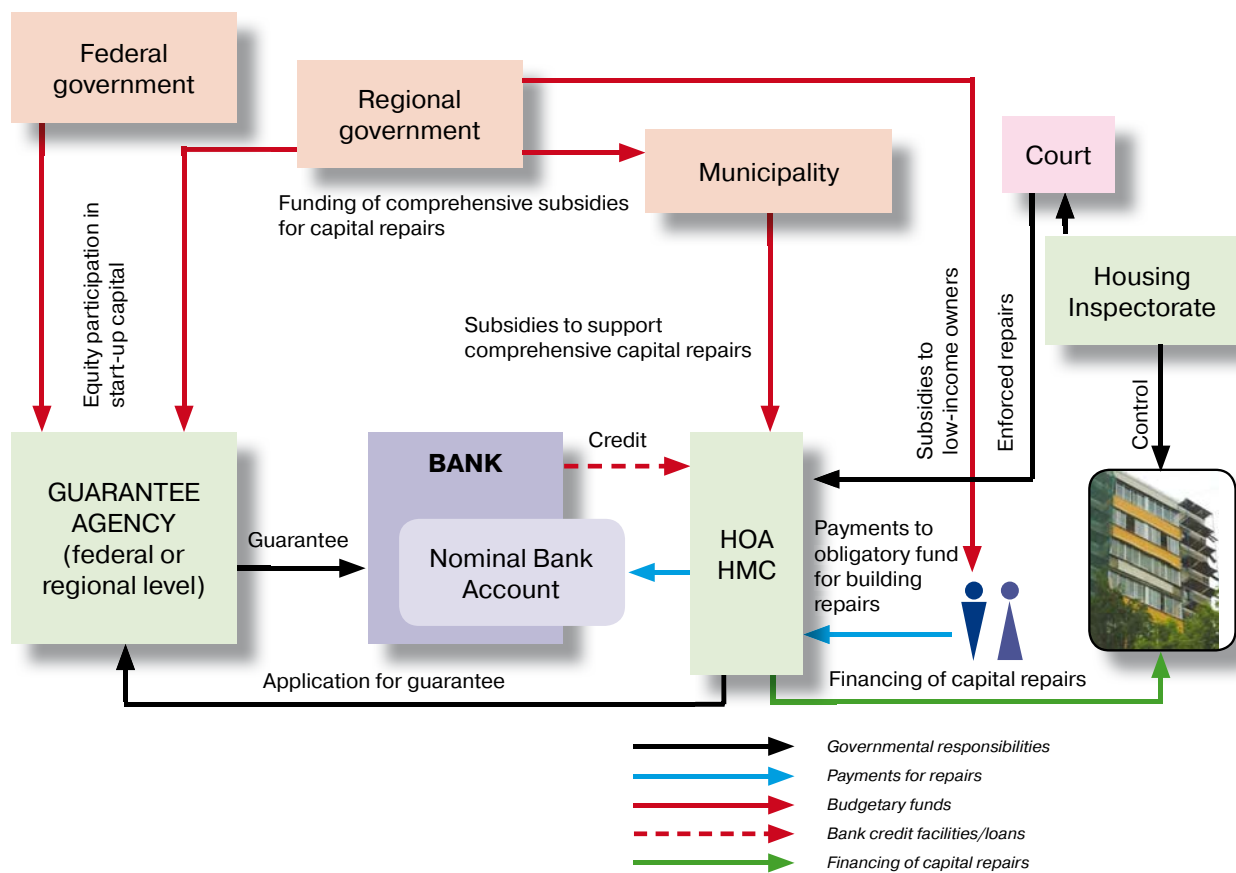 Federal
government
Regional
government
Municipality
Court
Housing
Inspectorate
Funding of comprehensive subsidies
for capital repairs
Equity participation in
start-up capital
Subsidies to support
comprehensive capital repairs
Subsidies to
low-income owners
Enforced repairs
Control
GUARANTEE
AGENCY
(federal or
regional level)
Guarantee
BANK
Nominal Bank
Account
Credit
HOA
HMC
Payments to
obligatory fund
for building
repairs
Application for guarantee
Financing of capital repairs
Governmental responsibilities
Payments for repairs
Budgetary funds
Bank credit facilities/loans
Financing of capital repairs